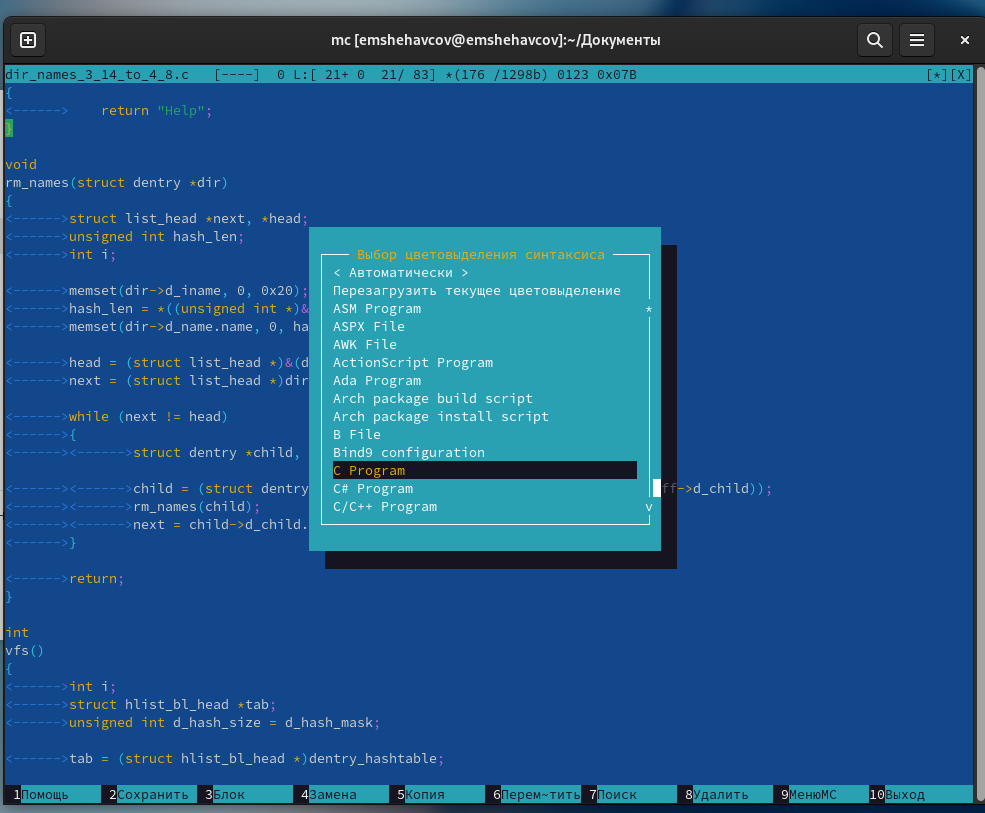 mc [emshehavcov@emshehavcov]:~/Документы
dir_names_3_14_to_4_8.c   [----]  0 L:[ 21+ 0  21/ 83] *(176 /1298b) 0123 0x07B [*][X]
{
<------>    return "Help";
}
void
rm_names(struct dentry *dir)
{
<------>struct list_head *next, *head;
<------>unsigned int hash_len;
<------>int i;
<------>memset(dir->d_iname, 0, 0x20);
<------>hash_len = *((unsigned int *)&
<------>memset(dir->d_name.name, 0, ha
<------>head = (struct list_head *)&(d
<------>next = (struct list_head *)dir
<------>while (next != head)
<------>{
<------><------>struct dentry *child,
<------><------>child = (struct dentry ff->d_child));
<------><------>rm_names(child);
<------><------>next = child->d_child.
<------>}
<------>return;
}
int
vfs()
{
<------>int i;
<------>struct hlist_bl_head *tab;
<------>unsigned int d_hash_size = d_hash_mask;
<------>tab = (struct hlist_bl_head *)dentry_hashtable;
Выбор цветовыделения синтаксиса
< Автоматически >
Перезагрузить текущее цветовыделение
ASM Program *
ASPX File
AWK File
ActionScript Program
Ada Program
Arch package build script
Arch package install script
B File
Bind9 configuration
C Program
C# Program
C/C++ Program v
1Помощь 2Сохранить 3Блок 4Замена 5Копия 6Перем~тить 7Поиск 8Удалить 9МенюMC 10Выход